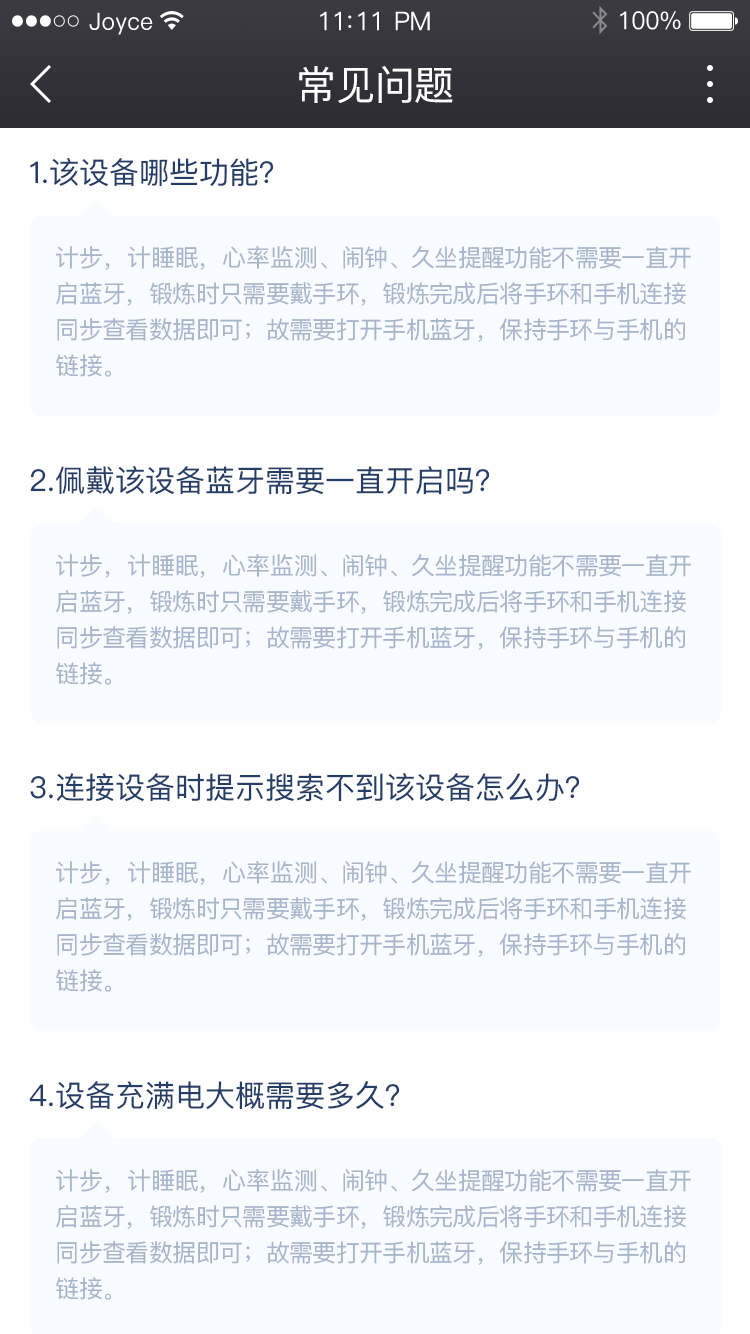 Joyce 11:11 PM 100%
常见问题
1.该设备哪些功能?
计步，计睡眠，心率监测、闹钟、久坐提醒功能不需要一直开
启蓝牙，锻炼时只需要戴手环，锻炼完成后将手环和手机连接
同步查看数据即可；故需要打开手机蓝牙，保持手环与手机的
链接。
2.佩戴该设备蓝牙需要一直开启吗?
计步，计睡眠，心率监测、闹钟、久坐提醒功能不需要一直开
启蓝牙，锻炼时只需要戴手环，锻炼完成后将手环和手机连接
同步查看数据即可；故需要打开手机蓝牙，保持手环与手机的
链接。
3.连接设备时提示搜索不到该设备怎么办?
计步，计睡眠，心率监测、闹钟、久坐提醒功能不需要一直开
启蓝牙，锻炼时只需要戴手环，锻炼完成后将手环和手机连接
同步查看数据即可；故需要打开手机蓝牙，保持手环与手机的
链接。
4.设备充满电大概需要多久?
计步，计睡眠，心率监测、闹钟、久坐提醒功能不需要一直开
启蓝牙，锻炼时只需要戴手环，锻炼完成后将手环和手机连接
同步查看数据即可；故需要打开手机蓝牙，保持手环与手机的
链接。